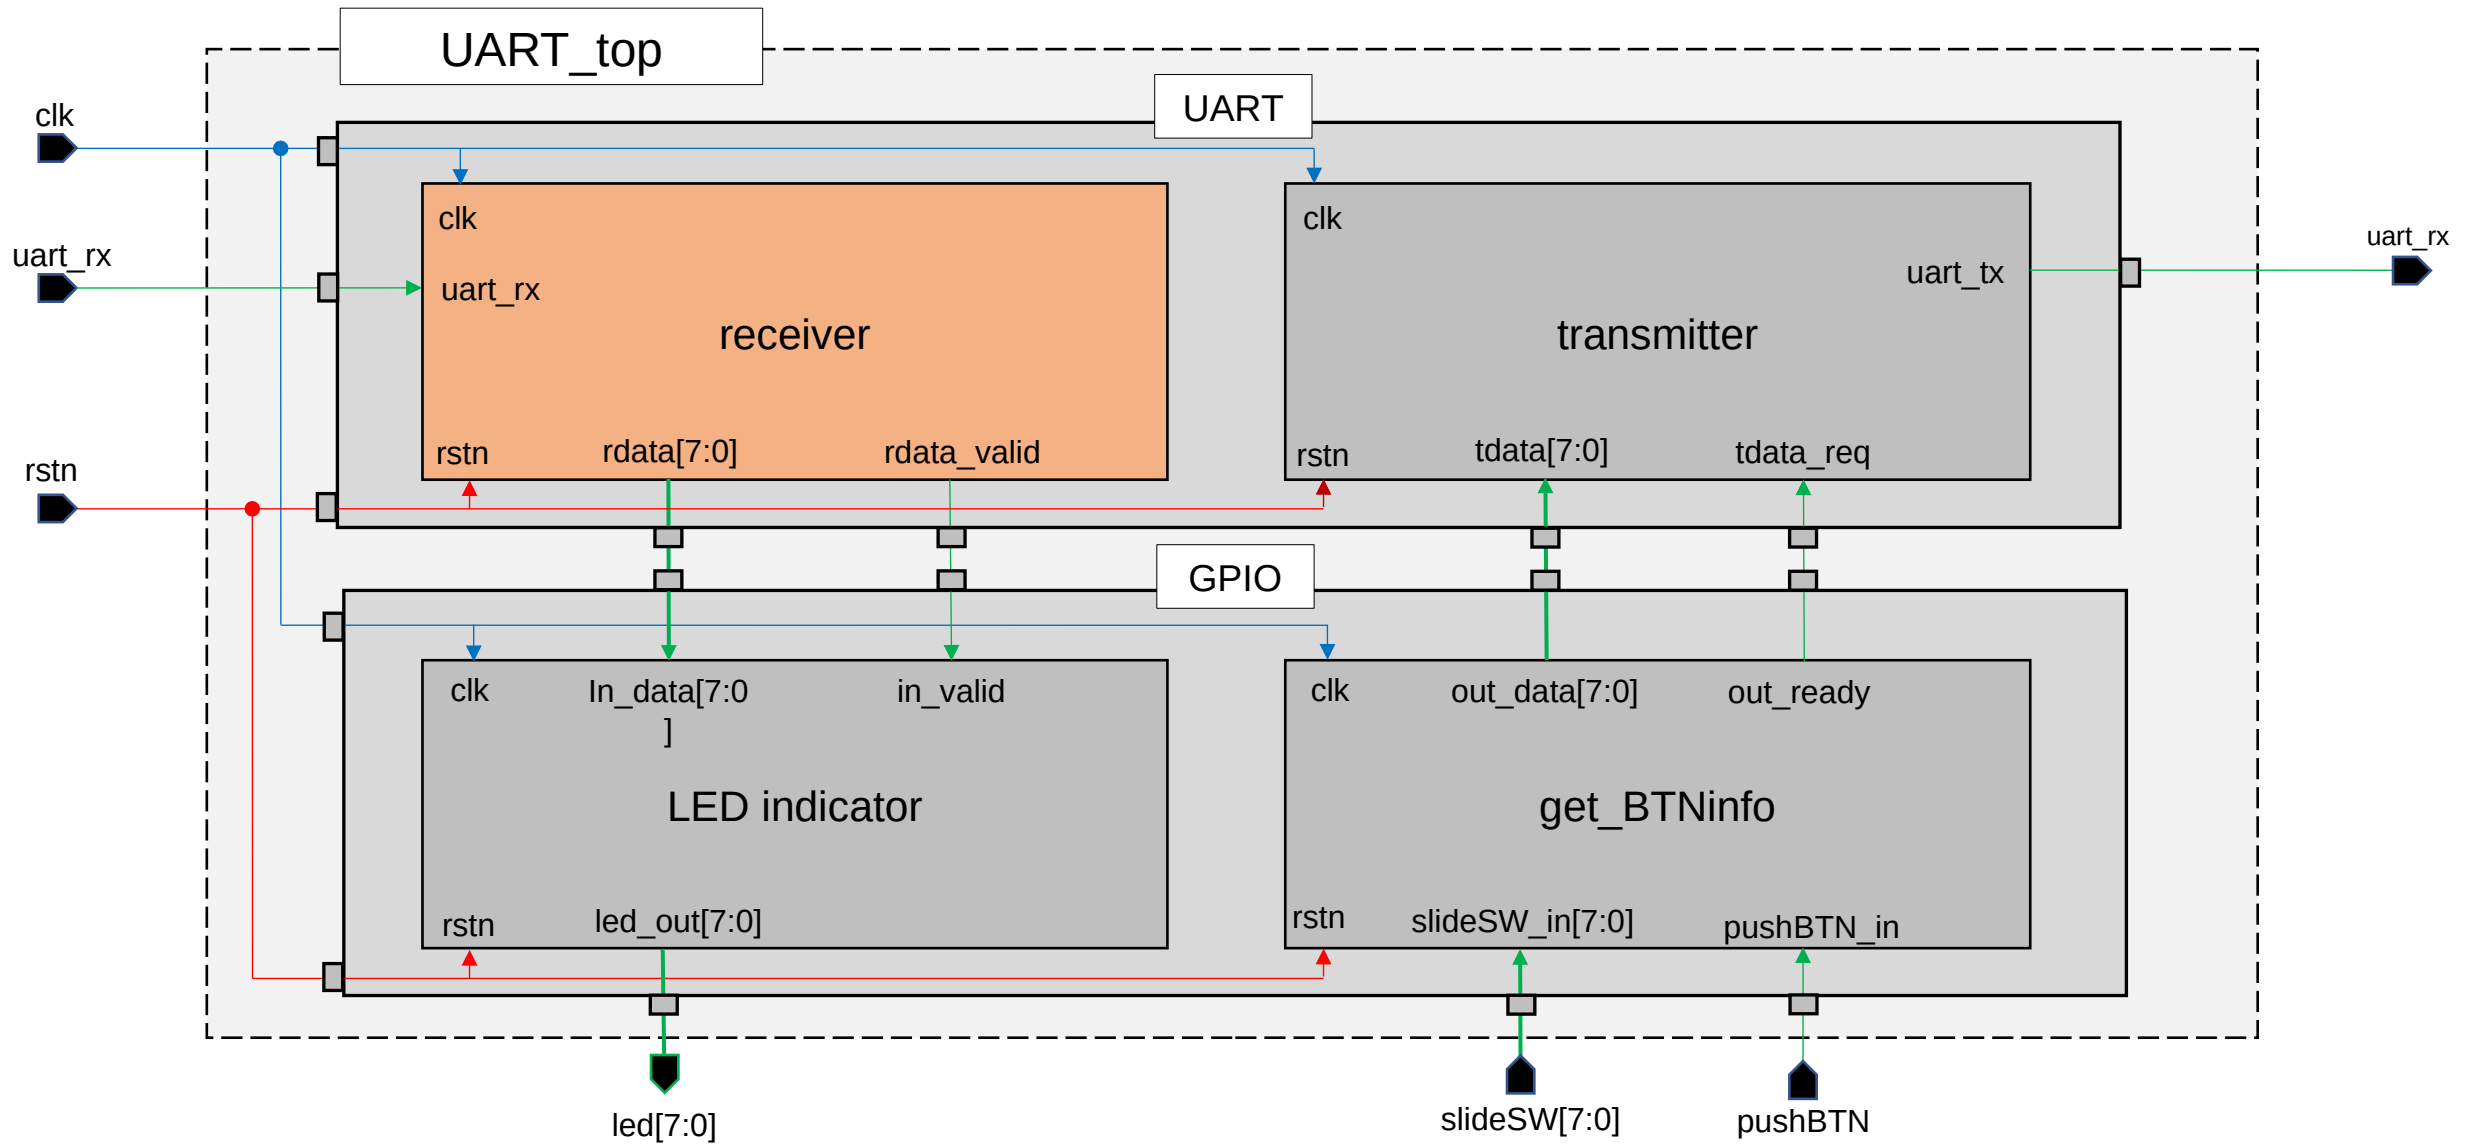 UART_top
UART
clk
clk
clk
uart_rx
uart_rx
uart_tx
uart_rx
receiver
transmitter
rstn
rstn
rdata[7:0]
rdata_valid
rstn
tdata[7:0]
tdata_req
GPIO
clk
In_data[7:0
]
in_valid
clk
out_data[7:0]
out_ready
LED indicator
get_BTNinfo
rstn
led_out[7:0]
rstn
slideSW_in[7:0]
pushBTN_in
led[7:0]
slideSW[7:0]
pushBTN